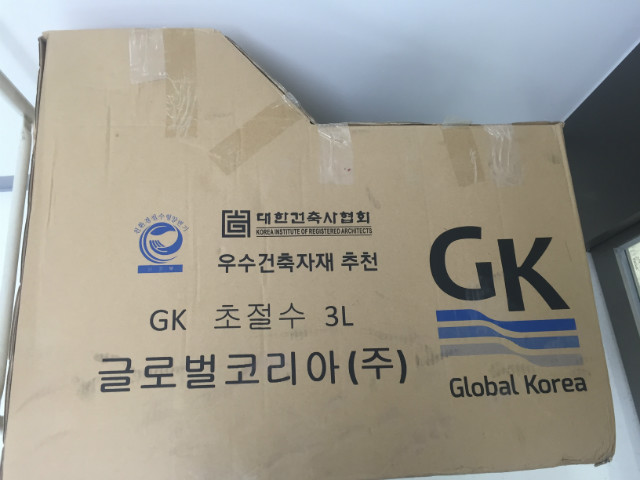 대한건축사협회
KOREA INSTITUTE OF REGISTERED ARCHITECTS
우수건축자재 추천
GK 초절수 3L
글로벌코리아(주)
GK
Global Korea